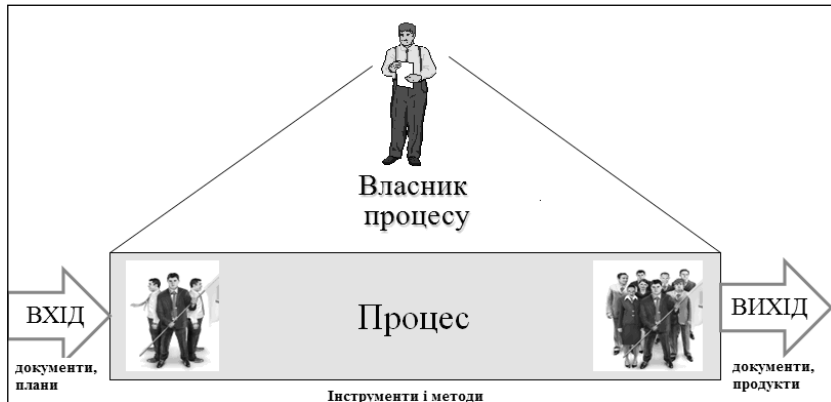 Власник
процесу
ВХІД
Процес
ВИХІД
документи,
плани
документи,
продукти
Інструменти і методи